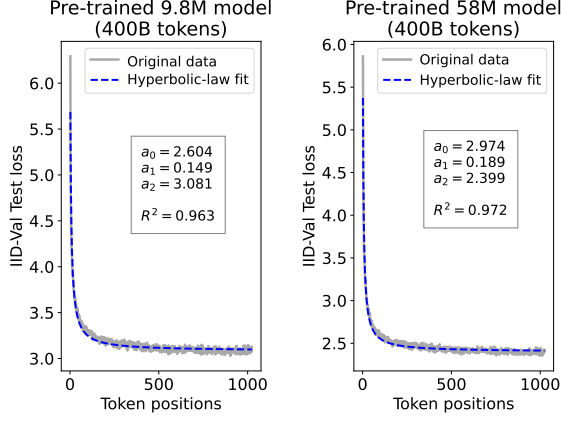 Pre-trained 9.8M model
(400B tokens)
IID-Val Test loss
6.0
5.5
5.0
4.5
4.0
3.5
3.0
Original data
Hyperbolic-law fit
a0 = 2.604
a1 = 0.149
a2 = 3.081
R² = 0.963
0
500
1000
Token positions
Pre-trained 58M model
(400B tokens)
IID-Val Test loss
6.0
5.5
5.0
4.5
4.0
3.5
3.0
2.5
Original data
Hyperbolic-law fit
a0 = 2.974
a1 = 0.189
a2 = 2.399
R² = 0.972
0
500
1000
Token positions